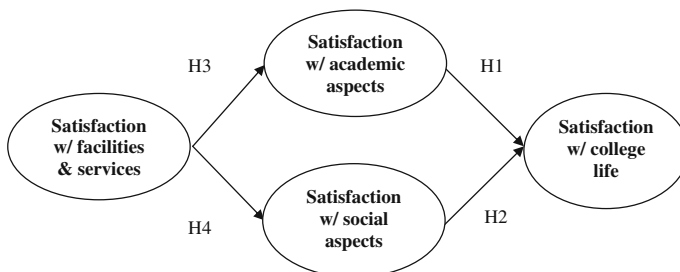 Satisfaction
w/ academic
aspects
H3
H1
Satisfaction
w/ facilities
& services
Satisfaction
w/ college
life
Satisfaction
w/ social
aspects
H4
H2